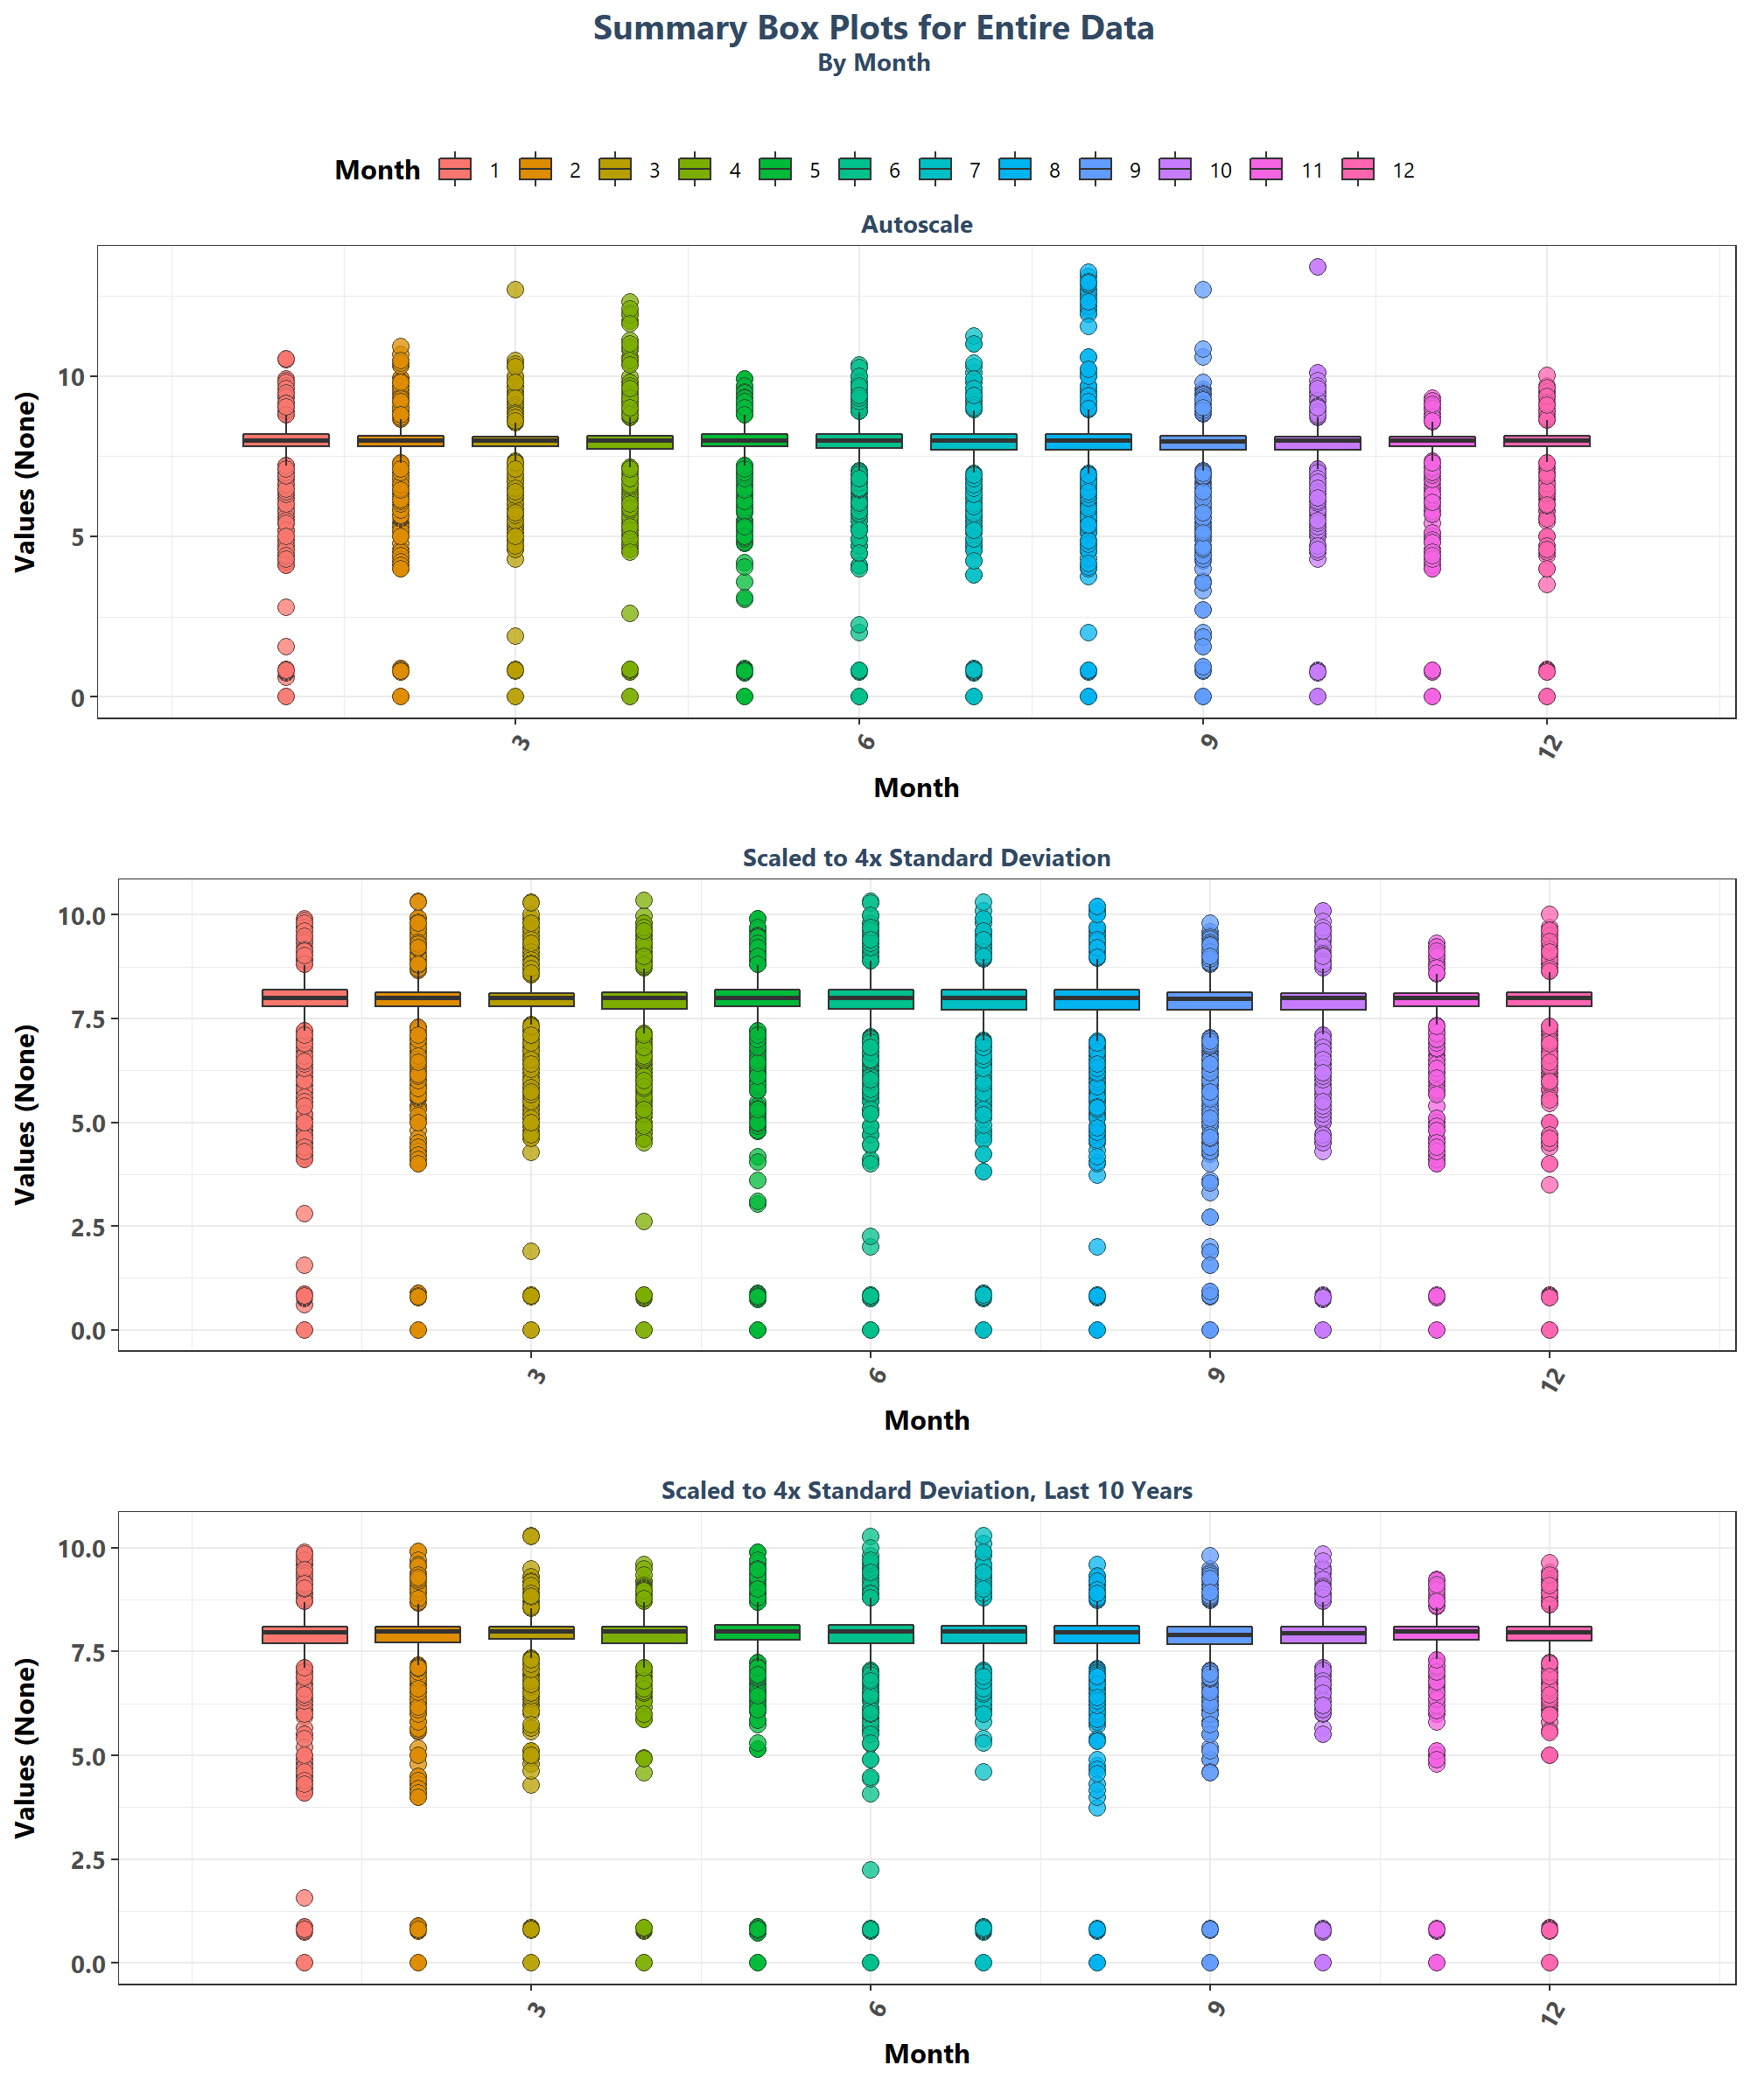 Summary Box Plots for Entire Data
By Month
Month 1 2 3 4 5 6 7 8 9 10 11 12
Autoscale
Values (None)
10
5
0
3 6 9 12
Month
Scaled to 4x Standard Deviation
Values (None)
10.0
7.5
5.0
2.5
0.0
3 6 9 12
Month
Scaled to 4x Standard Deviation, Last 10 Years
Values (None)
10.0
7.5
5.0
2.5
0.0
3 6 9 12
Month